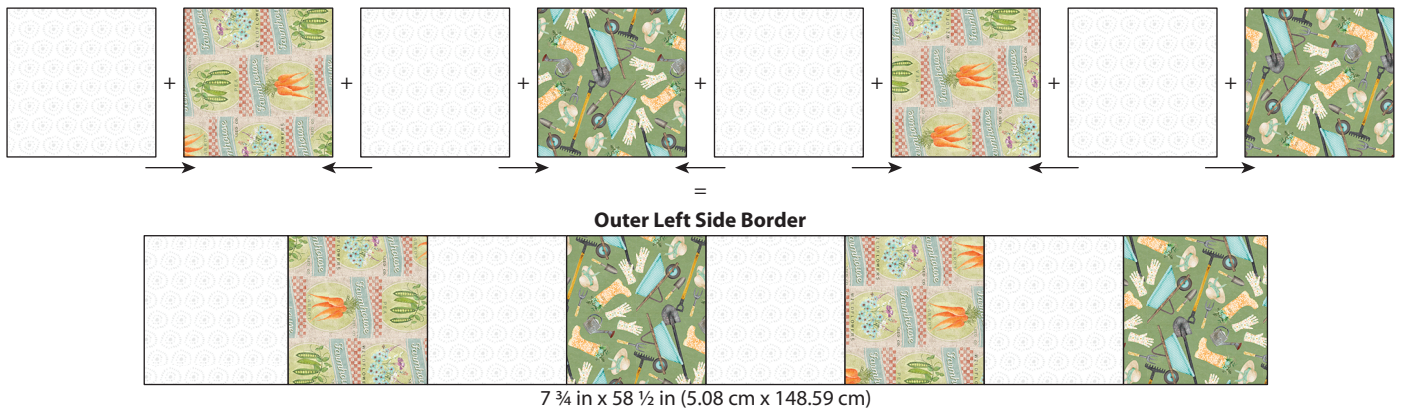 + + + + + + +
=
Outer Left Side Border
7 ¾ in x 58 ½ in (5.08 cm x 148.59 cm)